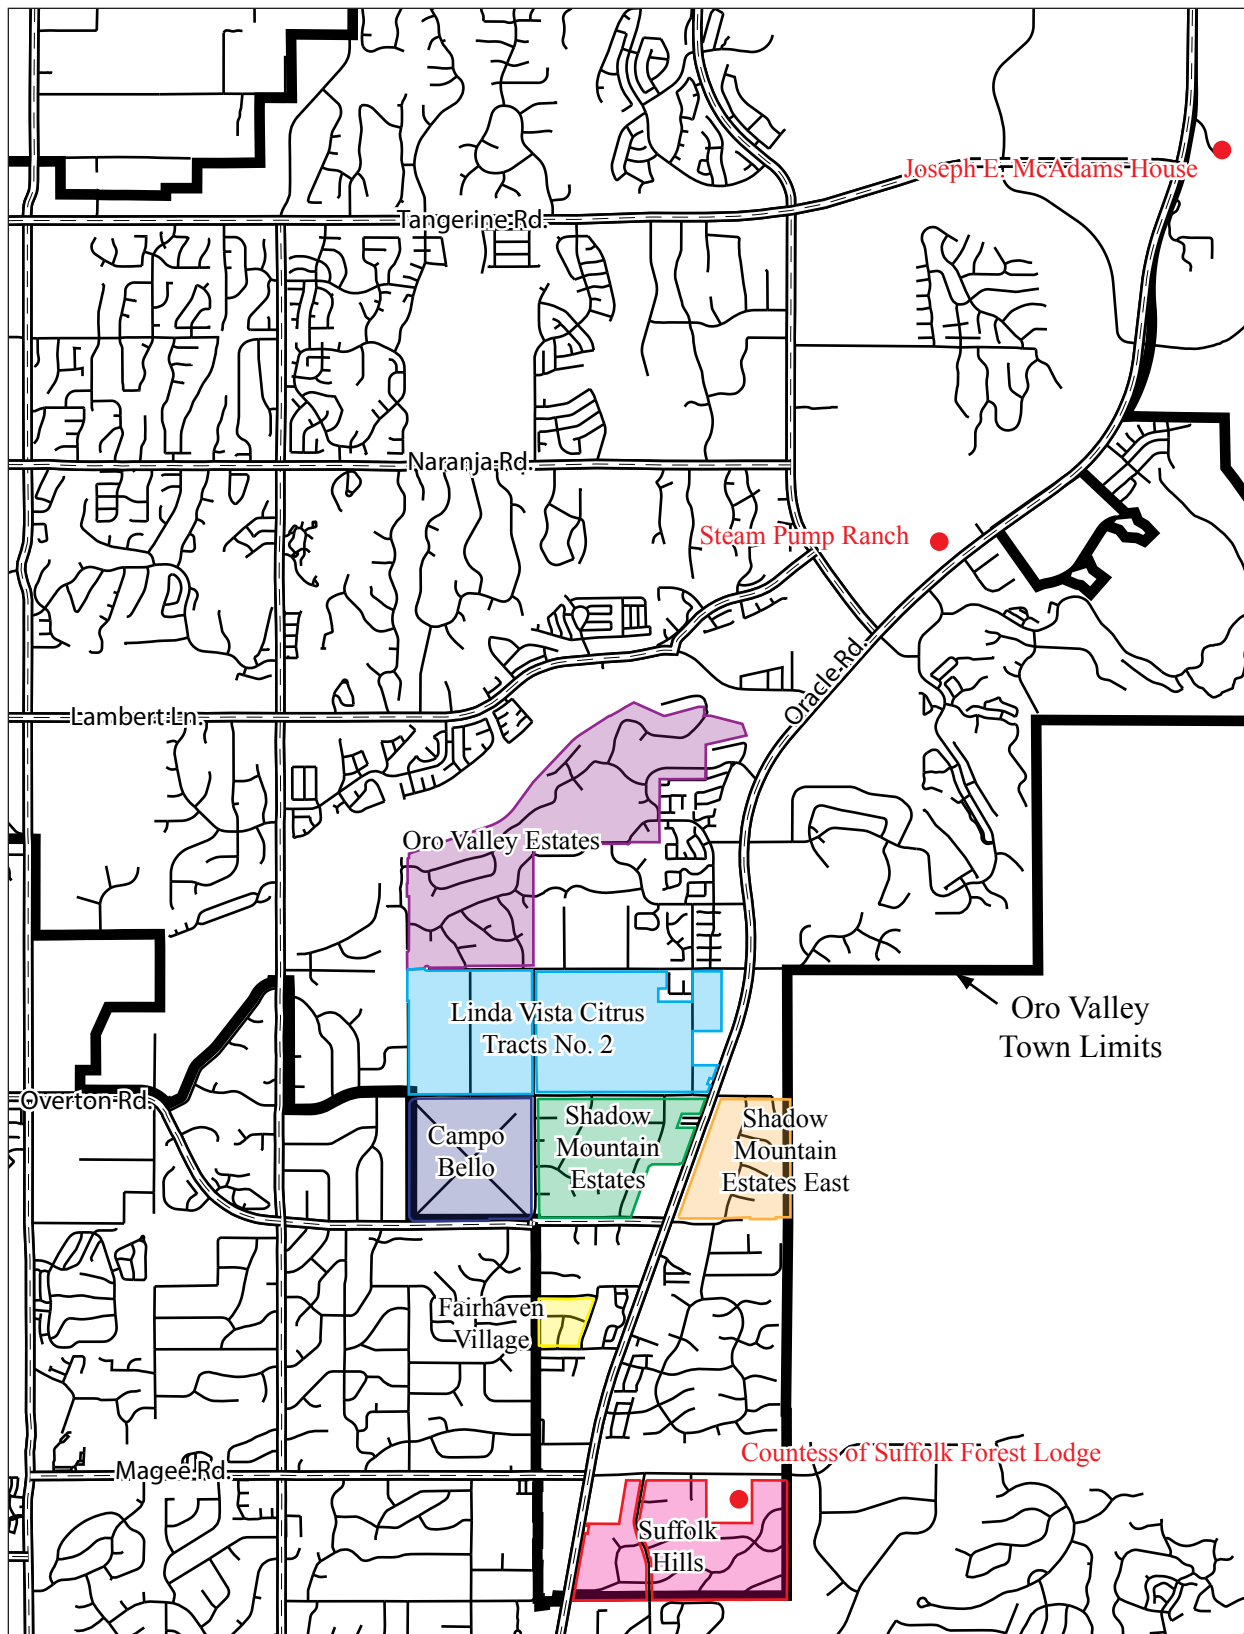 Joseph E. McAdams House
Tangerine Rd.
Naranja Rd.
Steam Pump Ranch
Oracle Rd.
Lambert Ln.
Oro Valley Estates
Linda Vista Citrus
Tracts No. 2
Oro Valley
Town Limits
Overton Rd.
Campo
Bello
Shadow
Mountain
Estates
Shadow
Mountain
Estates East
Fairhaven
Village
Countess of Suffolk Forest Lodge
Magee Rd.
Suffolk
Hills